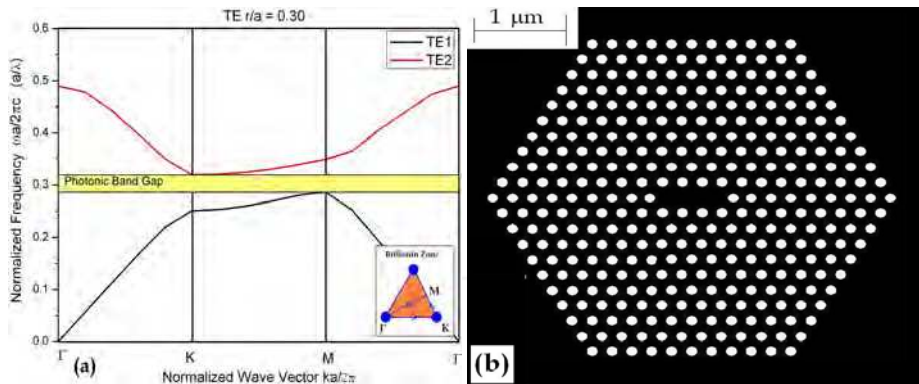 TE r/a = 0.30
TE1
TE2
Normalized Frequency ωa/2πc (a/λ)
0.6
0.5
0.4
0.3
0.2
0.1
0.0
Photonic Band Gap
Brillouin Zone
M
Γ
K
(a)
Γ
K
M
Γ
Normalized Wave Vector ka/2π
1 μm
(b)